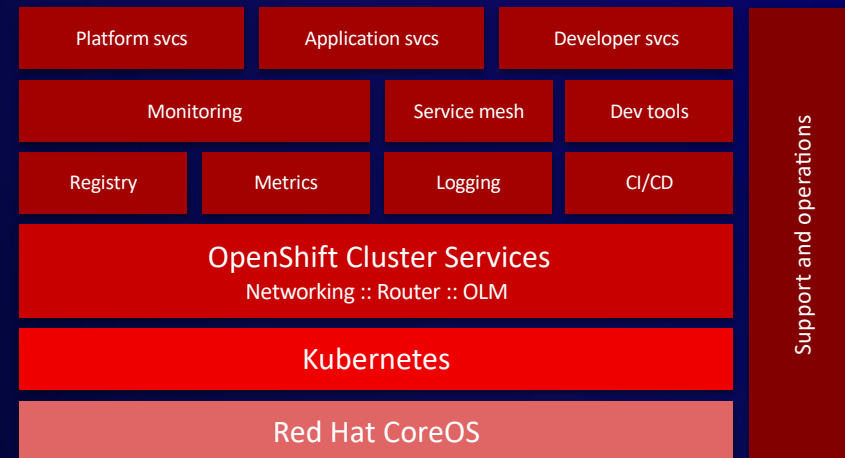 Platform svcs
Application svcs
Developer svcs
Monitoring
Service mesh
Dev tools
Registry
Metrics
Logging
CI/CD
OpenShift Cluster Services
Networking :: Router :: OLM
Kubernetes
Red Hat CoreOS
Support and operations